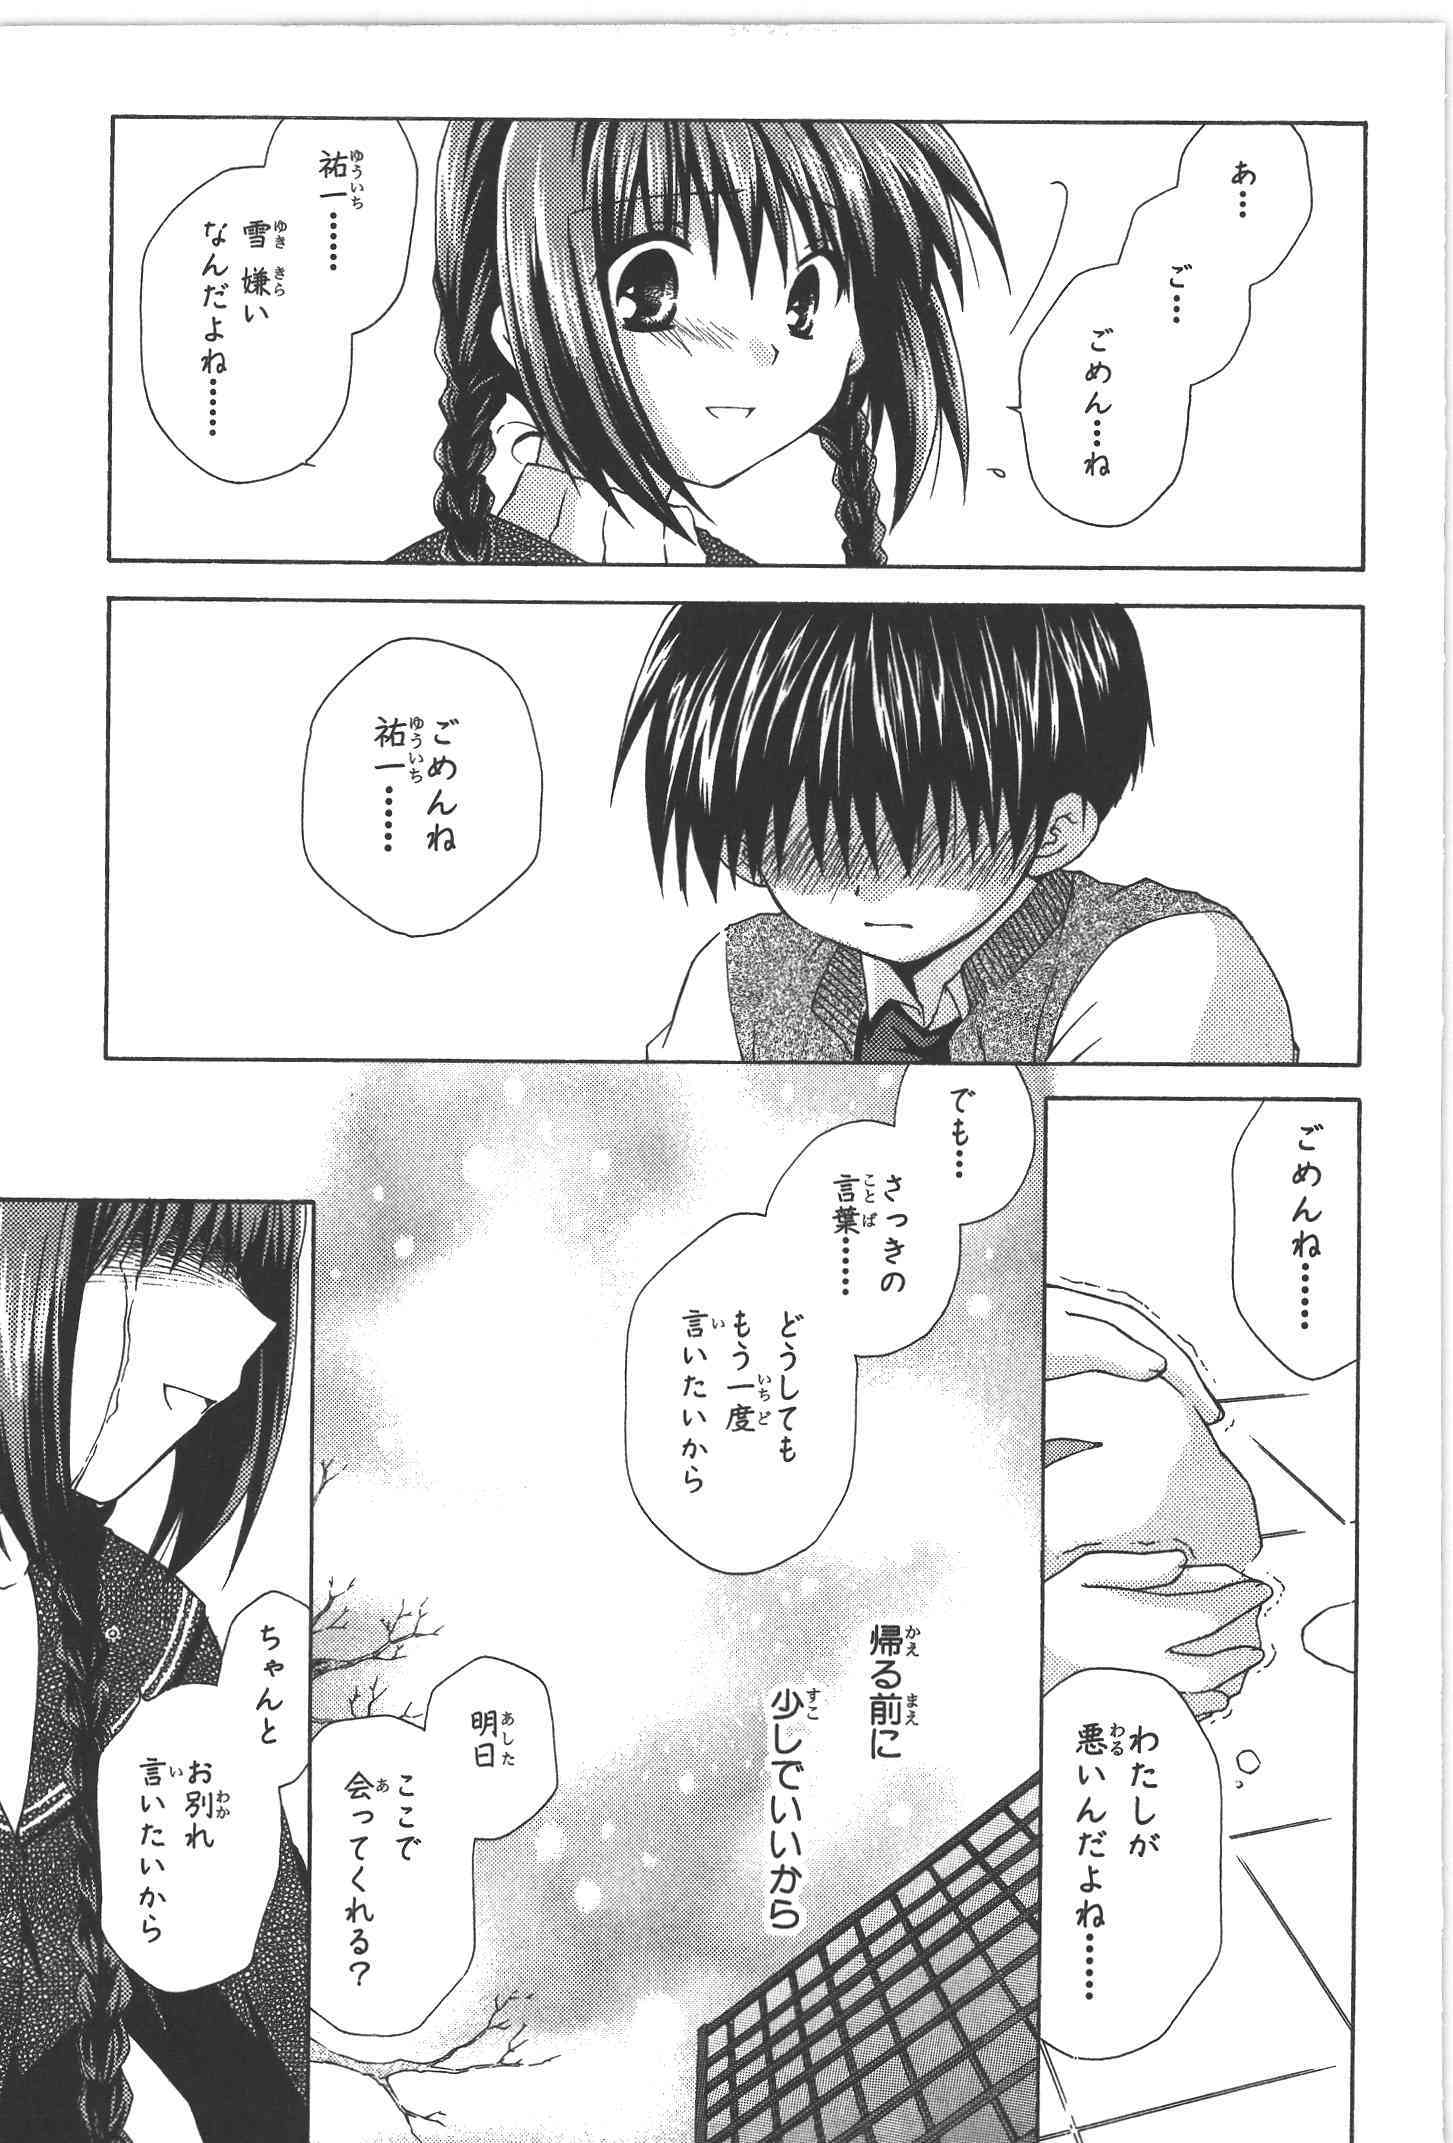 あ…
ご…
ごめん…ね
祐一……
雪嫌い
なんだよね……
ごめんね
祐一……
ごめんね……
わたしが
悪いんだよね……
でも…
さっきの
言葉……
どうしても
もう一度
言いたいから
帰る前に
少しでいいから
明日
ここで
会ってくれる？
ちゃんと
お別れ
言いたいから